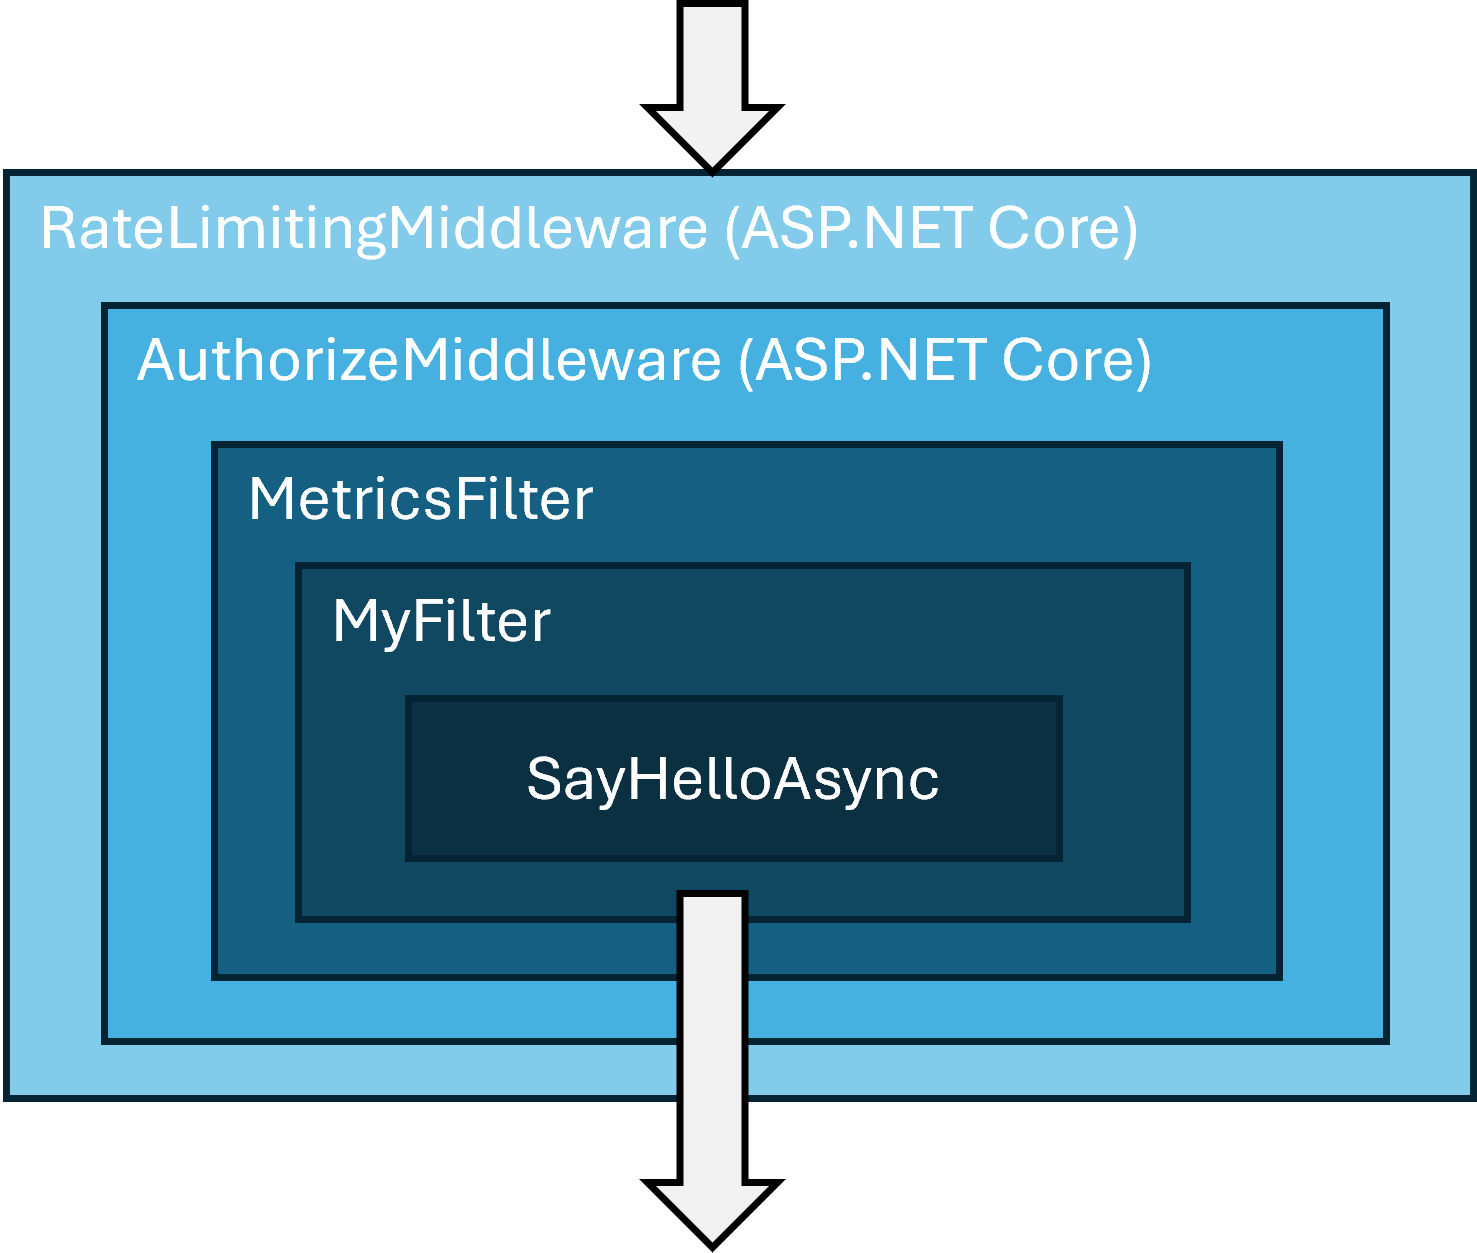 RateLimitingMiddleware (ASP.NET Core)
AuthorizeMiddleware (ASP.NET Core)
MetricsFilter
MyFilter
SayHelloAsync